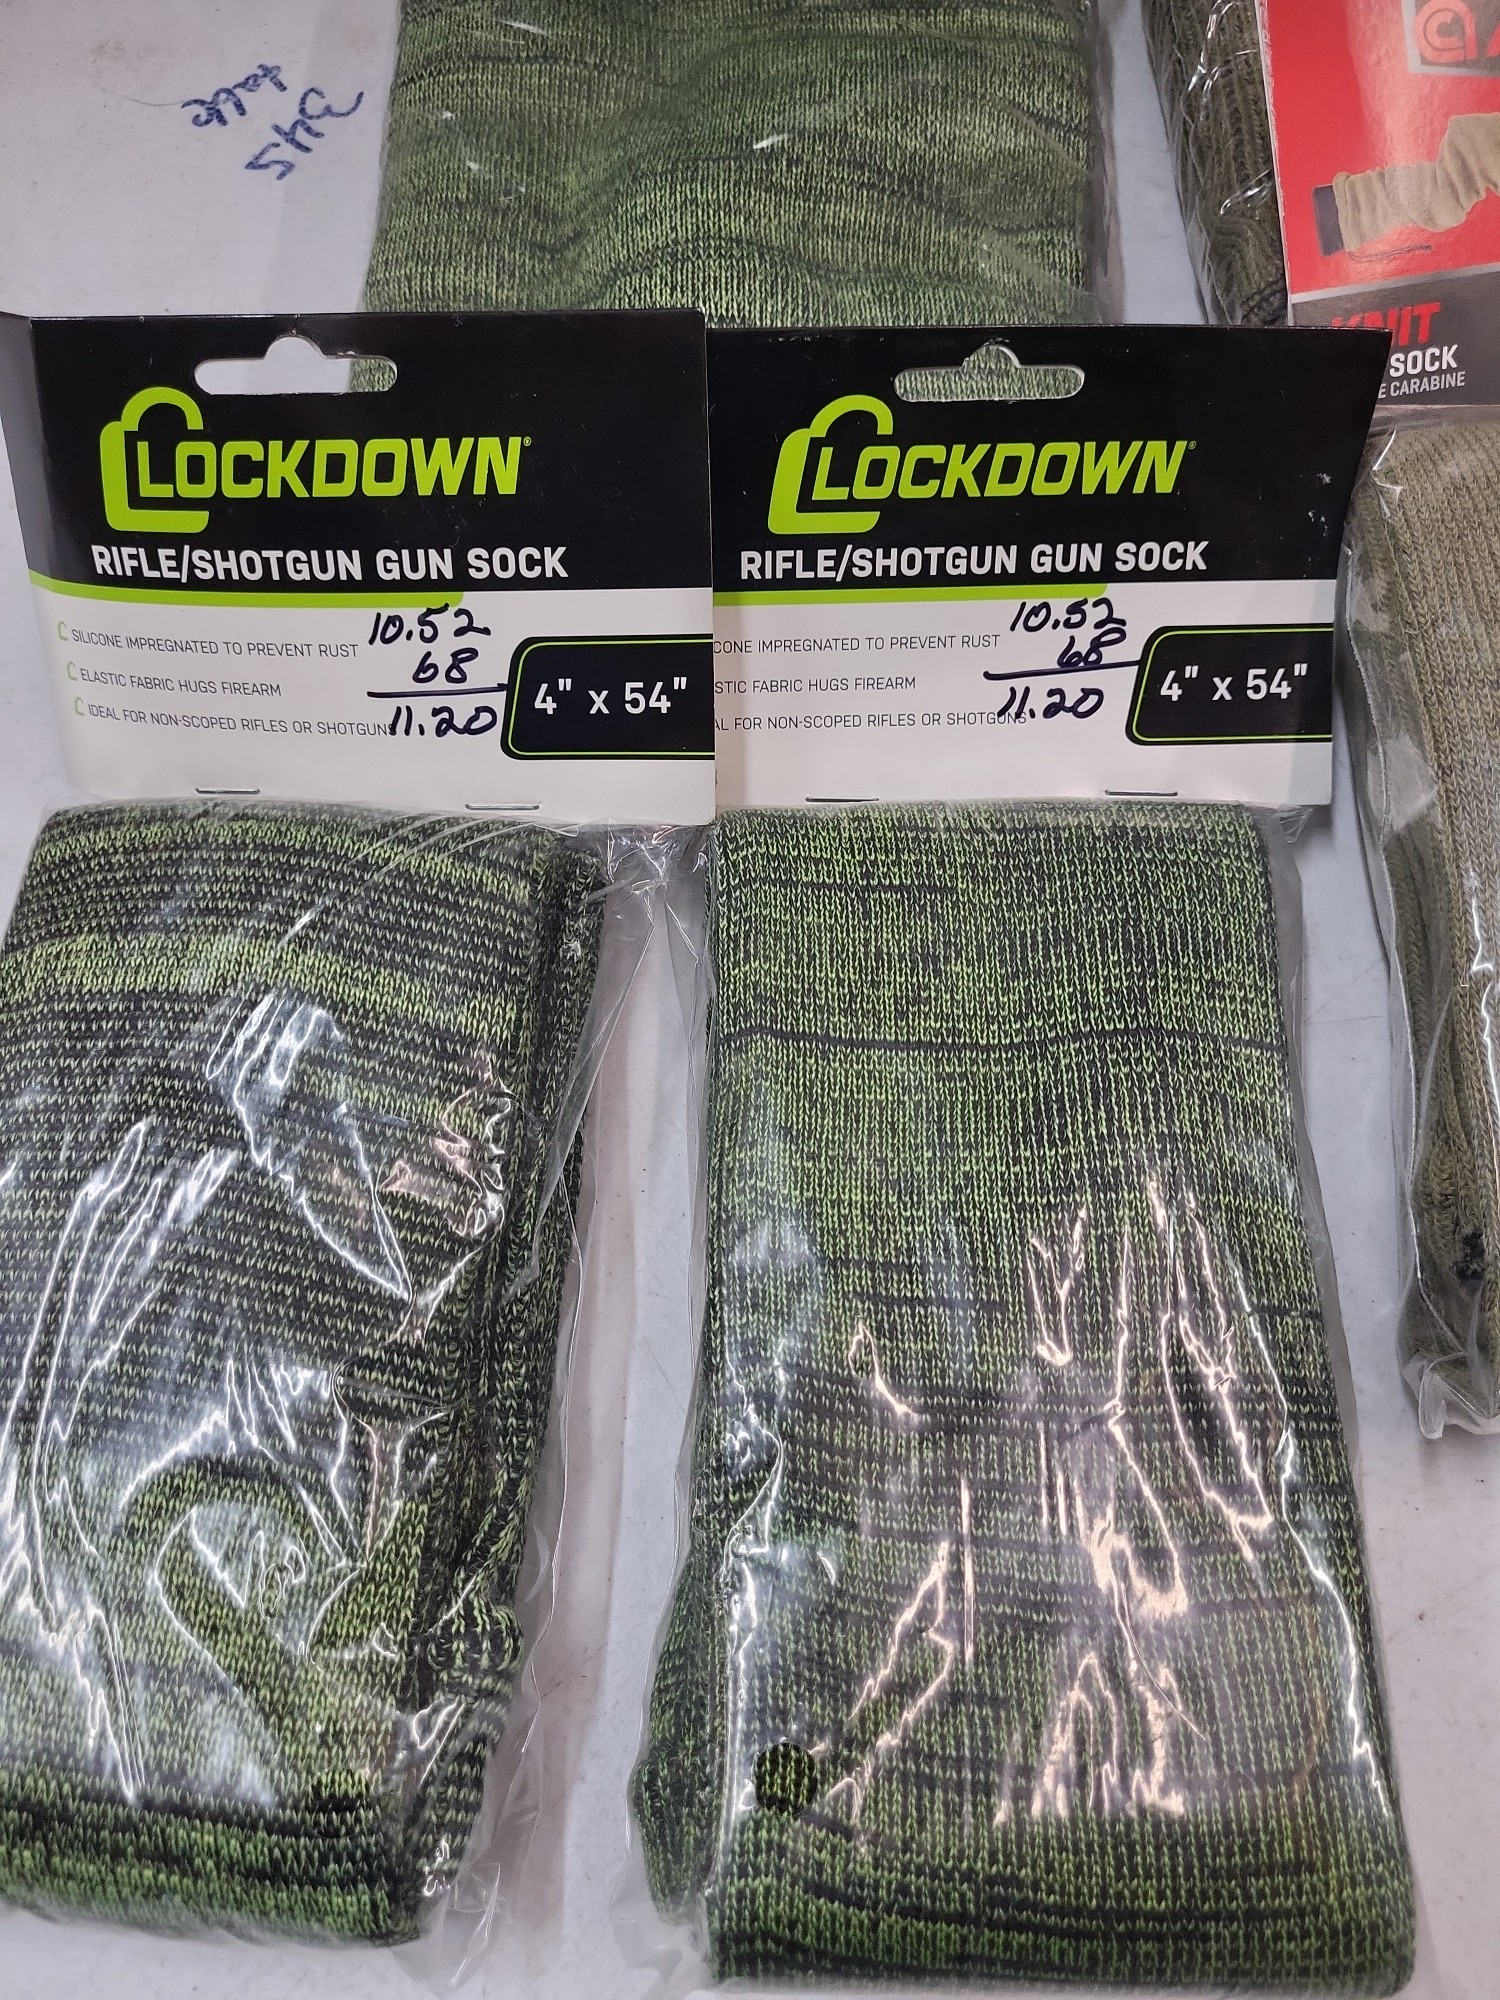 LOCKDOWN®
RIFLE/SHOTGUN GUN SOCK
SILICONE IMPREGNATED TO PREVENT RUST
ELASTIC FABRIC HUGS FIREARM
IDEAL FOR NON-SCOPED RIFLES OR SHOTGUNS
10.52
68
11.20
4" x 54"
LOCKDOWN®
RIFLE/SHOTGUN GUN SOCK
CONE IMPREGNATED TO PREVENT RUST
STIC FABRIC HUGS FIREARM
AL FOR NON-SCOPED RIFLES OR SHOTGUNS
10.52
68
11.20
4" x 54"
KNIT
SOCK
E CARABINE